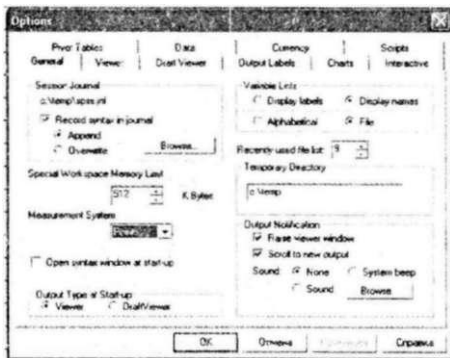 Options
Pivot Tables Data Currency Scripts
General Viewer Draft Viewer Output Labels Charts Interactive
Session Journal
c:\temp\spss.jnl
Record syntax in journal
Append
Overwrite
Browse...
Special Workspace Memory Limit
512 K Bytes
Measurement System
Open syntax window at start-up
Output Type at Start-up
Viewer Draft Viewer
Variable Lists
Display labels Display names
Alphabetical File
Recently used file list: 9
Temporary Directory
c:\temp
Output Notification
Raise viewer window
Scroll to new output
Sound None System beep
Sound Browse
OK Отмена Справка